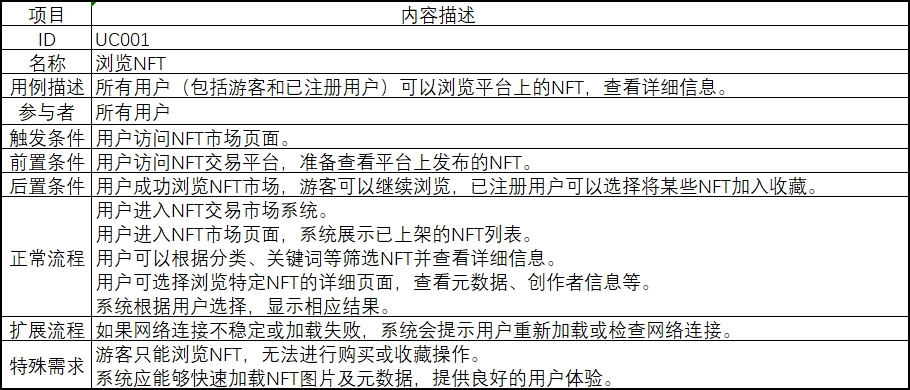 项目 内容描述
ID UC001
名称 浏览NFT
用例描述 所有用户（包括游客和已注册用户）可以浏览平台上的NFT，查看详细信息。
参与者 所有用户
触发条件 用户访问NFT市场页面。
前置条件 用户访问NFT交易平台，准备查看平台上发布的NFT。
后置条件 用户成功浏览NFT市场，游客可以继续浏览，已注册用户可以选择将某些NFT加入收藏。
正常流程
用户进入NFT交易市场系统。
用户进入NFT市场页面，系统展示已上架的NFT列表。
用户可以根据分类、关键词等筛选NFT并查看详细信息。
用户可选择浏览特定NFT的详细页面，查看元数据、创作者信息等。
系统根据用户选择，显示相应结果。
扩展流程 如果网络连接不稳定或加载失败，系统会提示用户重新加载或检查网络连接。
特殊需求
游客只能浏览NFT，无法进行购买或收藏操作。
系统应能够快速加载NFT图片及元数据，提供良好的用户体验。